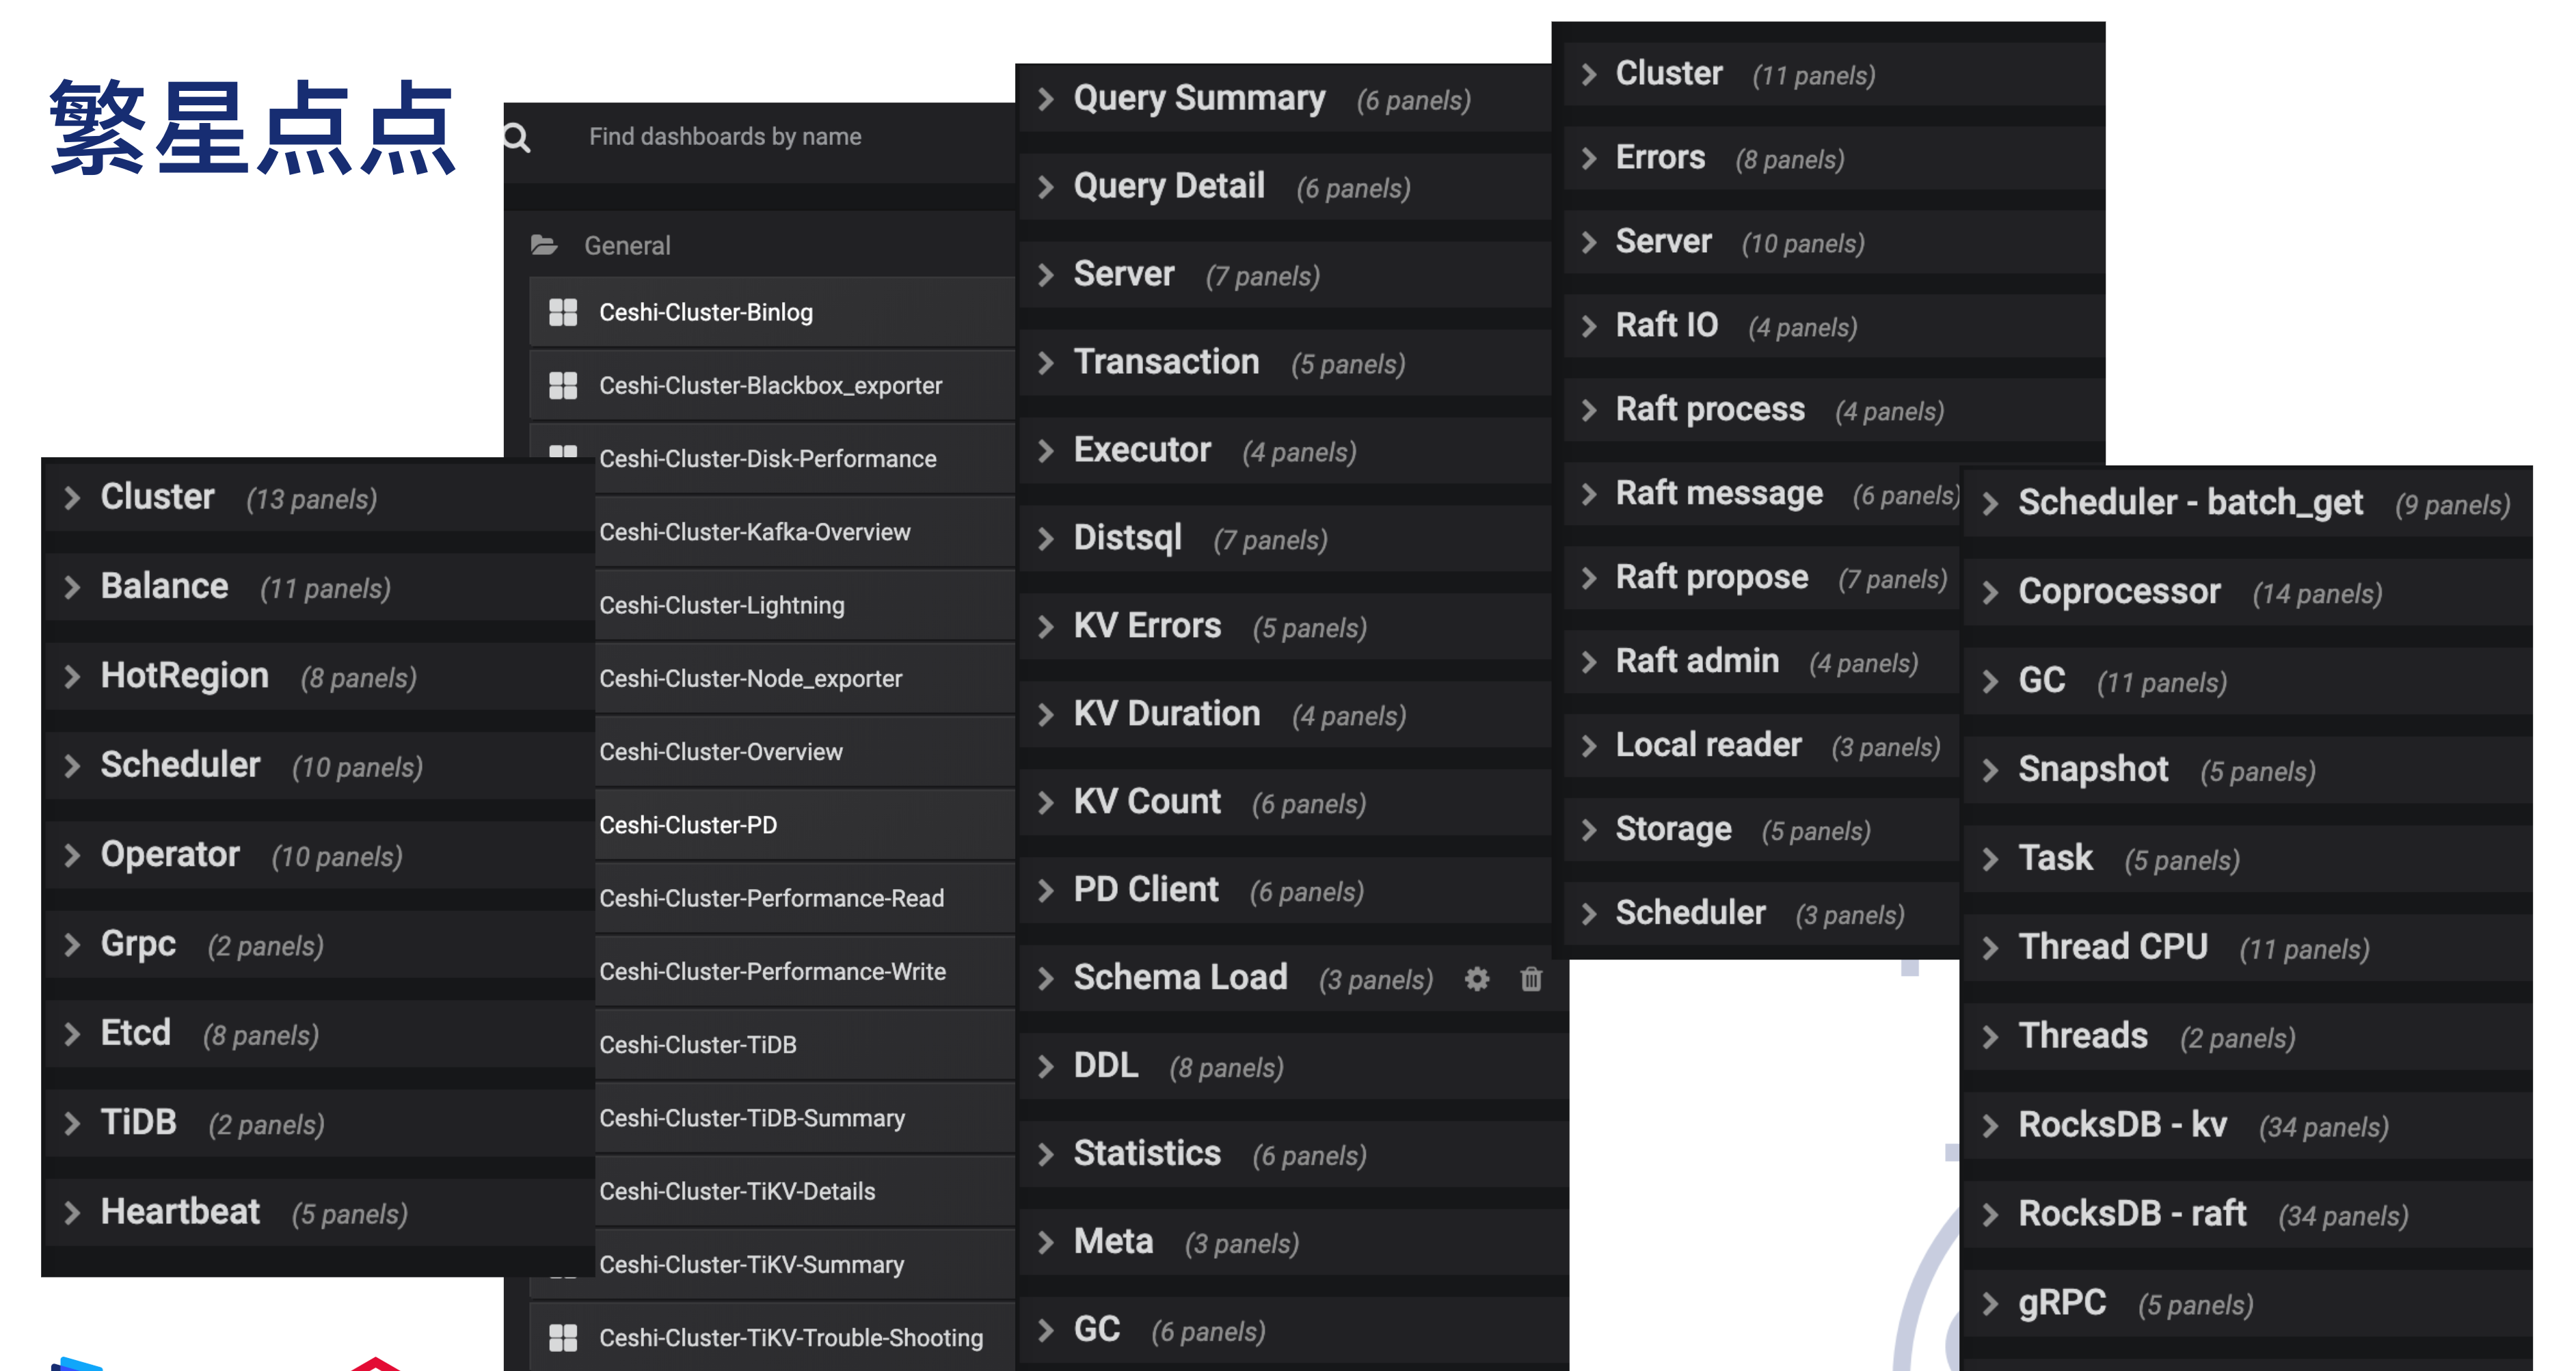 繁星点点
Find dashboards by name
General
Ceshi-Cluster-Binlog
Ceshi-Cluster-Blackbox_exporter
Ceshi-Cluster-Disk-Performance
Ceshi-Cluster-Kafka-Overview
Ceshi-Cluster-Lightning
Ceshi-Cluster-Node_exporter
Ceshi-Cluster-Overview
Ceshi-Cluster-PD
Ceshi-Cluster-Performance-Read
Ceshi-Cluster-Performance-Write
Ceshi-Cluster-TiDB
Ceshi-Cluster-TiDB-Summary
Ceshi-Cluster-TiKV-Details
Ceshi-Cluster-TiKV-Summary
Ceshi-Cluster-TiKV-Trouble-Shooting
Cluster (13 panels)
Balance (11 panels)
HotRegion (8 panels)
Scheduler (10 panels)
Operator (10 panels)
Grpc (2 panels)
Etcd (8 panels)
TiDB (2 panels)
Heartbeat (5 panels)
Query Summary (6 panels)
Query Detail (6 panels)
Server (7 panels)
Transaction (5 panels)
Executor (4 panels)
Distsql (7 panels)
KV Errors (5 panels)
KV Duration (4 panels)
KV Count (6 panels)
PD Client (6 panels)
Schema Load (3 panels)
DDL (8 panels)
Statistics (6 panels)
Meta (3 panels)
GC (6 panels)
Cluster (11 panels)
Errors (8 panels)
Server (10 panels)
Raft IO (4 panels)
Raft process (4 panels)
Raft message (6 panels)
Raft propose (7 panels)
Raft admin (4 panels)
Local reader (3 panels)
Storage (5 panels)
Scheduler (3 panels)
Scheduler - batch_get (9 panels)
Coprocessor (14 panels)
GC (11 panels)
Snapshot (5 panels)
Task (5 panels)
Thread CPU (11 panels)
Threads (2 panels)
RocksDB - kv (34 panels)
RocksDB - raft (34 panels)
gRPC (5 panels)